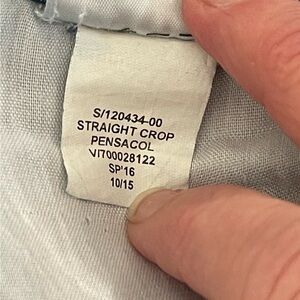 S/120434-00
STRAIGHT CROP
PENSACOL
VIT00028122
SP'16
10/15